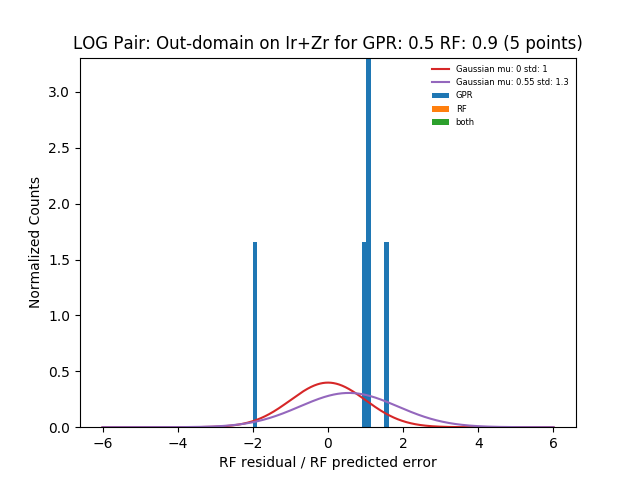 LOG Pair: Out-domain on Ir+Zr for GPR: 0.5 RF: 0.9 (5 points)
Gaussian mu: 0 std: 1
Gaussian mu: 0.55 std: 1.3
GPR
RF
both
Normalized Counts
3.0
2.5
2.0
1.5
1.0
0.5
0.0
−6 −4 −2 0 2 4 6
RF residual / RF predicted error